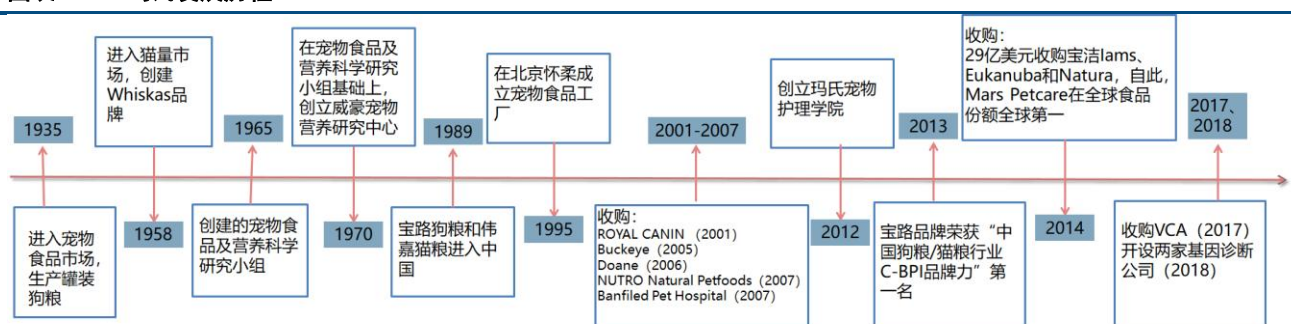 1935
进入宠物
食品市场，
生产罐装
狗粮
进入猫量市
场，创建
Whiskas品
牌
1958
1965
创建的宠物食
品及营养科学
研究小组
在宠物食品及
营养科学研究
小组基础上，
创立威豪宠物
营养研究中心
1970
1989
宝路狗粮和伟
嘉猫粮进入中
国
在北京怀柔成
立宠物食品工
厂
1995
2001-2007
收购：
ROYAL CANIN（2001）
Buckeye（2005）
Doane（2006）
NUTRO Natural Petfoods（2007）
Banfiled Pet Hospital（2007）
创立玛氏宠物
护理学院
2012
2013
宝路品牌荣获“中
国狗粮/猫粮行业
C-BPI品牌力”第
一名
收购：
29亿美元收购宝洁Iams、
Eukanuba和Natura，自此，
Mars Petcare在全球食品
份额全球第一
2014
2017、
2018
收购VCA（2017）
开设两家基因诊断
公司（2018）